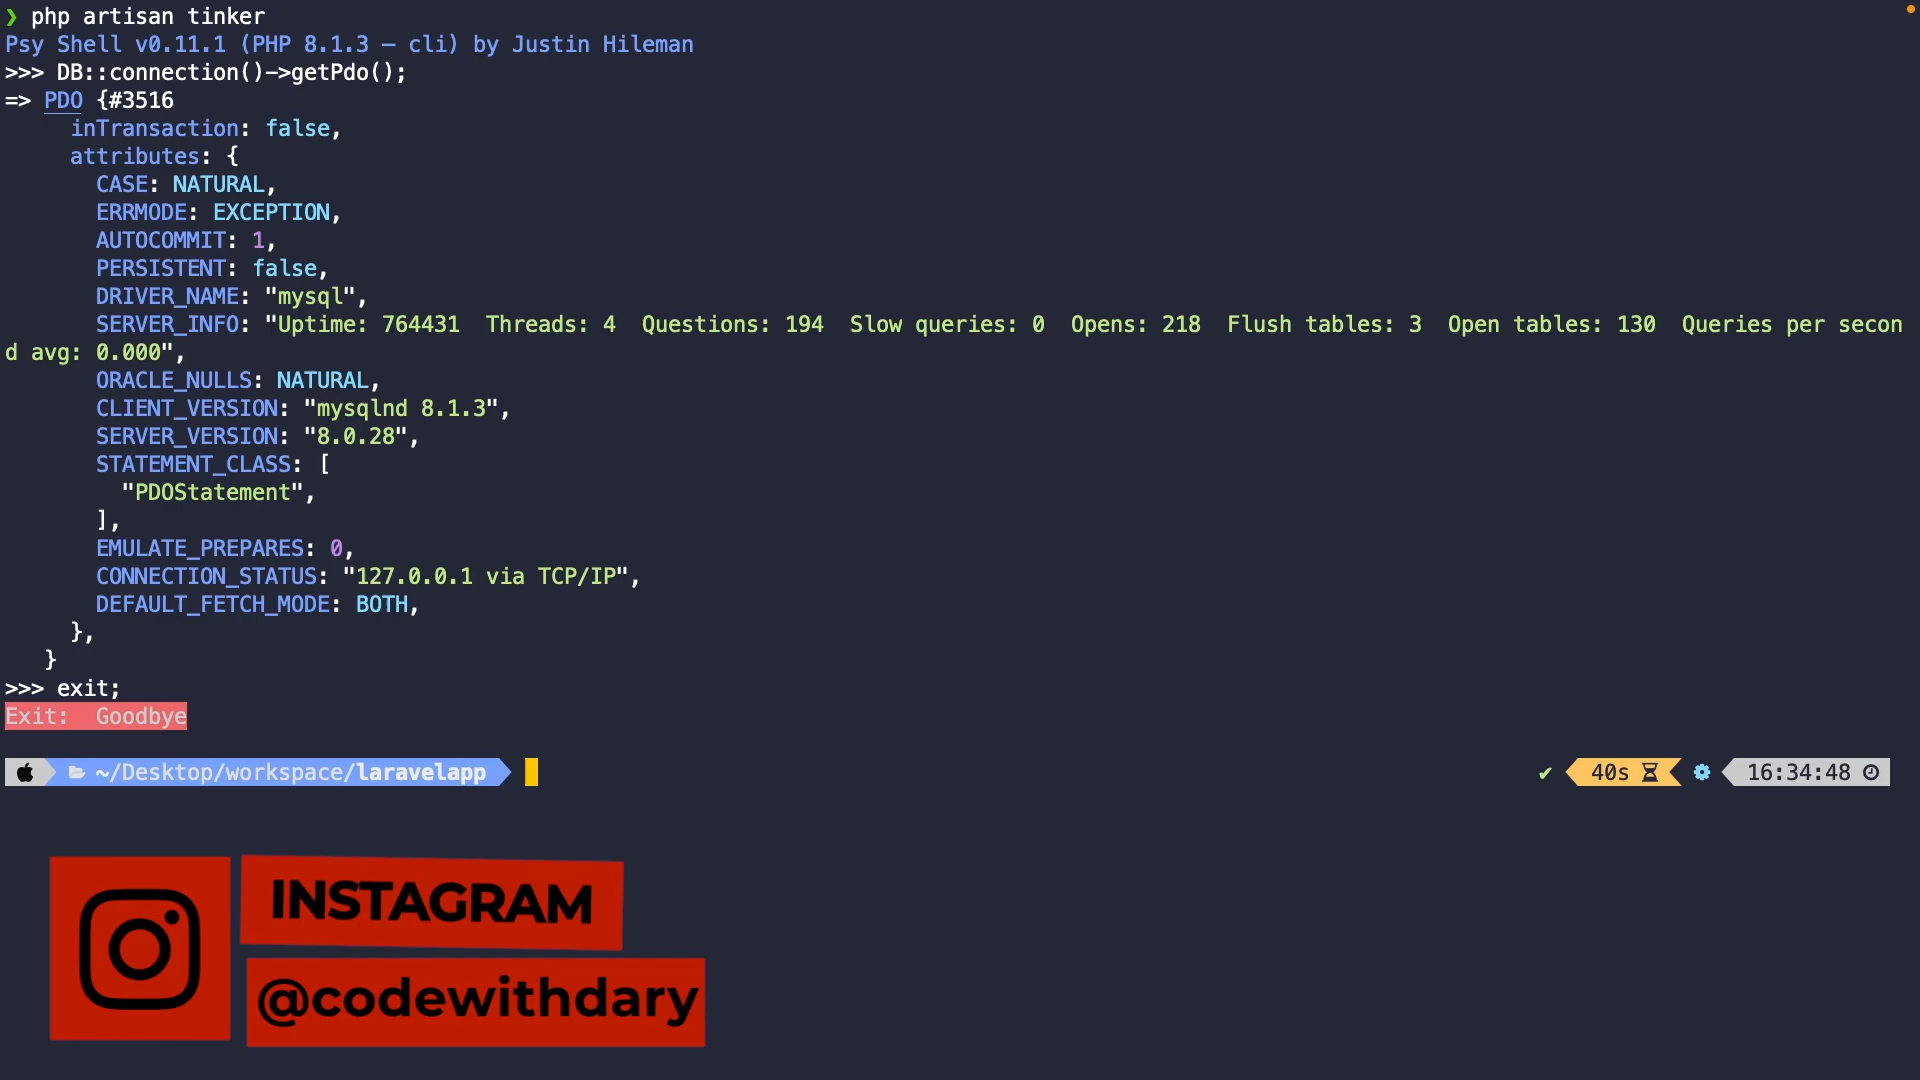 ❯ php artisan tinker
Psy Shell v0.11.1 (PHP 8.1.3 — cli) by Justin Hileman
>>> DB::connection()->getPdo();
=> PDO {#3516
     inTransaction: false,
     attributes: {
       CASE: NATURAL,
       ERRMODE: EXCEPTION,
       AUTOCOMMIT: 1,
       PERSISTENT: false,
       DRIVER_NAME: "mysql",
       SERVER_INFO: "Uptime: 764431  Threads: 4  Questions: 194  Slow queries: 0  Opens: 218  Flush tables: 3  Open tables: 130  Queries per secon
d avg: 0.000",
       ORACLE_NULLS: NATURAL,
       CLIENT_VERSION: "mysqlnd 8.1.3",
       SERVER_VERSION: "8.0.28",
       STATEMENT_CLASS: [
         "PDOStatement",
       ],
       EMULATE_PREPARES: 0,
       CONNECTION_STATUS: "127.0.0.1 via TCP/IP",
       DEFAULT_FETCH_MODE: BOTH,
     },
   }
>>> exit;
Exit:  Goodbye
~/Desktop/workspace/laravelapp ✔ 40s 16:34:48
INSTAGRAM
@codewithdary